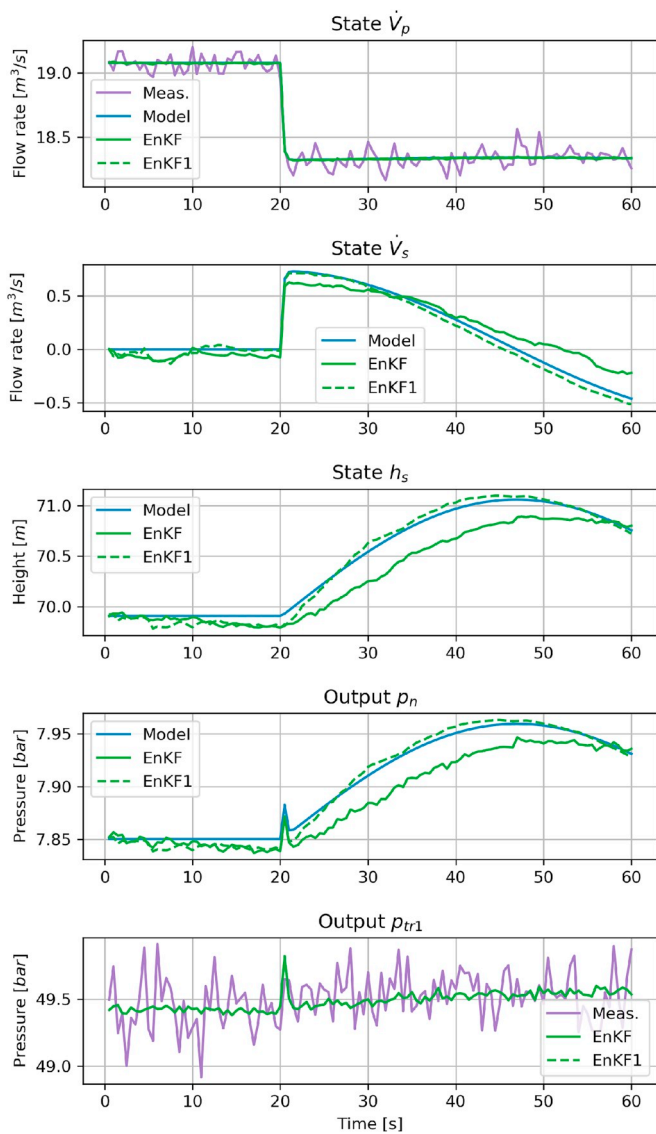 State V̇ₚ
Flow rate [m³/s]
19.0
18.5
Meas.
Model
EnKF
EnKF1
0 10 20 30 40 50 60
State V̇ₛ
Flow rate [m³/s]
0.5
0.0
−0.5
Model
EnKF
EnKF1
0 10 20 30 40 50 60
State hₛ
Height [m]
71.0
70.5
70.0
Model
EnKF
EnKF1
0 10 20 30 40 50 60
Output pₙ
Pressure [bar]
7.95
7.90
7.85
Model
EnKF
EnKF1
0 10 20 30 40 50 60
Output pₜᵣ₁
Pressure [bar]
49.5
49.0
Meas.
EnKF
EnKF1
0 10 20 30 40 50 60
Time [s]